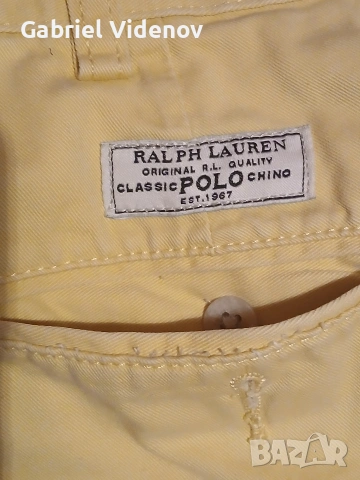 Gabriel Videnov
RALPH LAUREN
ORIGINAL R.L. QUALITY
CLASSIC POLO CHINO
EST. 1967
BAZAR